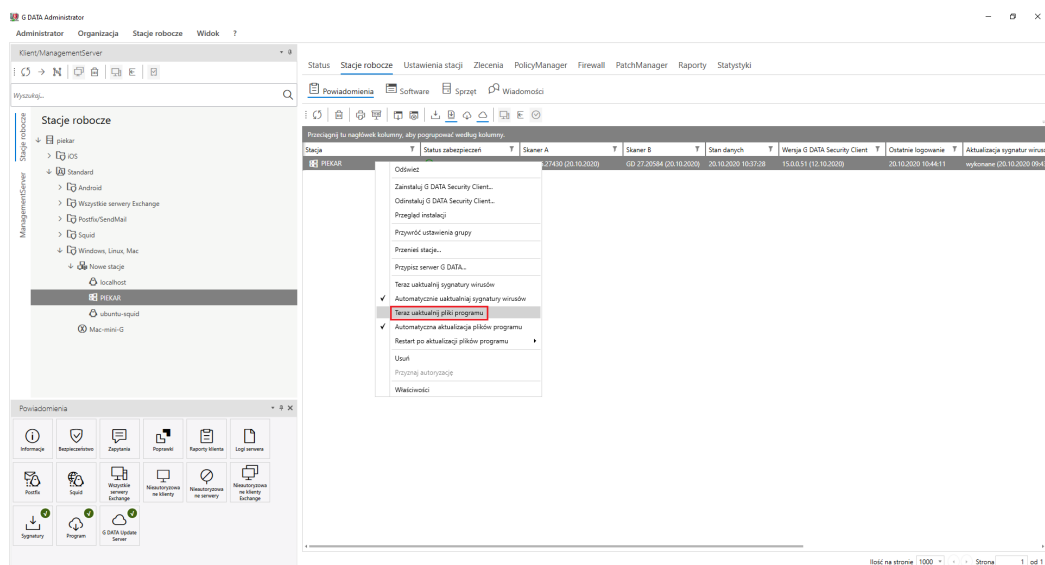 G DATA Administrator
Administrator Organizacja Stacje robocze Widok ?
Klient/ManagementServer
Wyszukaj...
Stacje robocze
ManagementServer
Stacje robocze
piekar
iOS
Standard
Android
Wszystkie serwery Exchange
Postfix/SendMail
Squid
Windows, Linux, Mac
Nowe stacje
localhost
PIEKAR
ubuntu-squid
Mac-mini-G
Powiadomienia
Informacje Bezpieczeństwo Zapytania Poprawki Raporty klienta Logi serwera
Postfix Squid Wszystkie serwery Exchange Nieautoryzowane klienty Nieautoryzowane serwery Nieautoryzowane klienty Exchange
Sygnatury Program G DATA Update Server
Status Stacje robocze Ustawienia stacji Zlecenia PolicyManager Firewall PatchManager Raporty Statystyki
Powiadomienia Software Sprzęt Wiadomości
Przeciągnij tu nagłówek kolumny, aby pogrupować według kolumny.
Stacja Status zabezpieczeń Skaner A Skaner B Stan danych Wersja G DATA Security Client Ostatnie logowanie Aktualizacja sygnatur wirusó
PIEKAR .27430 (20.10.2020) GD 27.20584 (20.10.2020) 20.10.2020 10:37:28 15.0.0.51 (12.10.2020) 20.10.2020 10:44:11 wykonane (20.10.2020 09:4
Odśwież
Zainstaluj G DATA Security Client...
Odinstaluj G DATA Security Client...
Przegląd instalacji
Przywróć ustawienia grupy
Przenieś stacje...
Przypisz serwer G DATA...
Teraz uaktualnij sygnatury wirusów
Automatycznie uaktualniaj sygnatury wirusów
Teraz uaktualnij pliki programu
Automatyczna aktualizacja plików programu
Restart po aktualizacji plików programu
Usuń
Przyznaj autoryzację
Właściwości
Ilość na stronie 1000 Strona 1 od 1